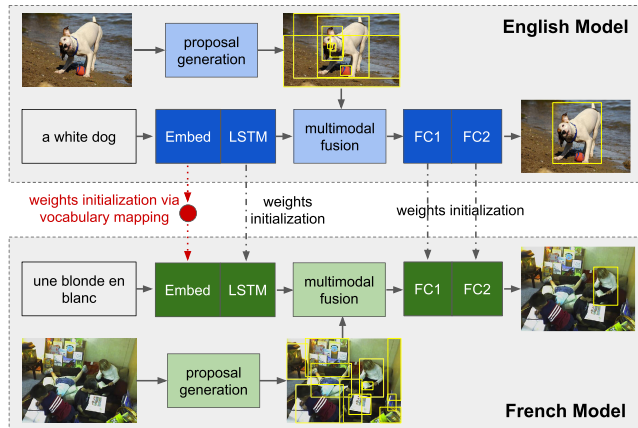 English Model
proposal
generation
a white dog
Embed
LSTM
multimodal
fusion
FC1
FC2
weights initialization via
vocabulary mapping
weights
initialization
weights initialization
une blonde en
blanc
Embed
LSTM
multimodal
fusion
FC1
FC2
proposal
generation
French Model